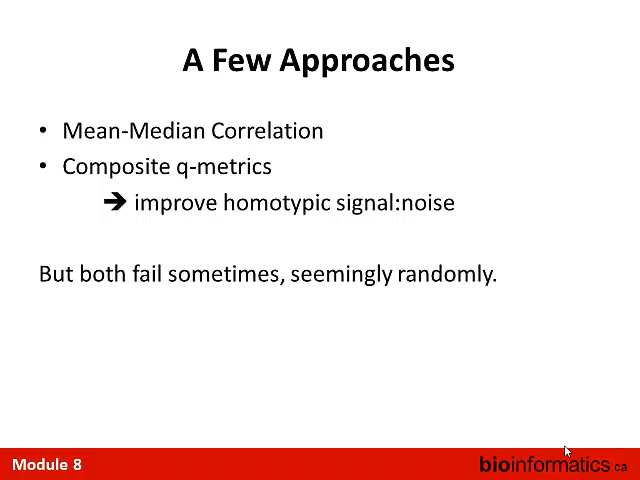 A Few Approaches
• Mean-Median Correlation
• Composite q-metrics
➔ improve homotypic signal:noise
But both fail sometimes, seemingly randomly.
Module 8
bioinformatics.ca